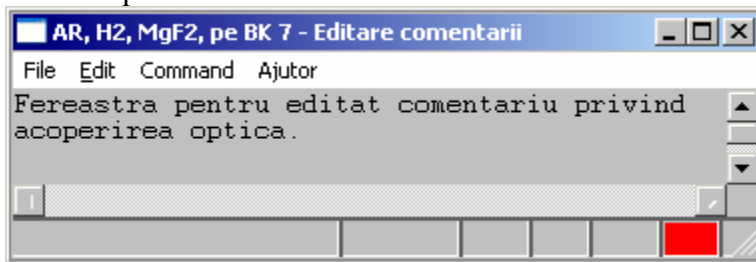 AR, H2, MgF2, pe BK 7 - Editare comentarii
File Edit Command Ajutor
Fereastra pentru editat comentariu privind
acoperirea optica.